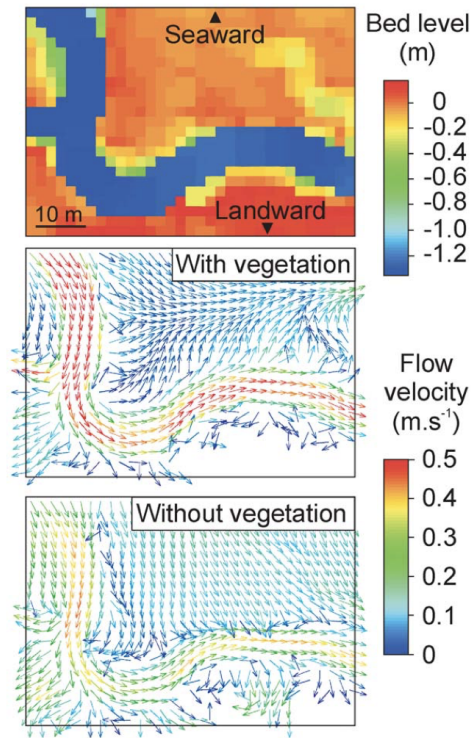 Seaward
▲
Bed level
(m)
0
-0.2
-0.4
-0.6
-0.8
-1.0
-1.2
10 m
Landward
▼
With vegetation
Flow
velocity
(m.s⁻¹)
0.5
0.4
0.3
0.2
0.1
0
Without vegetation